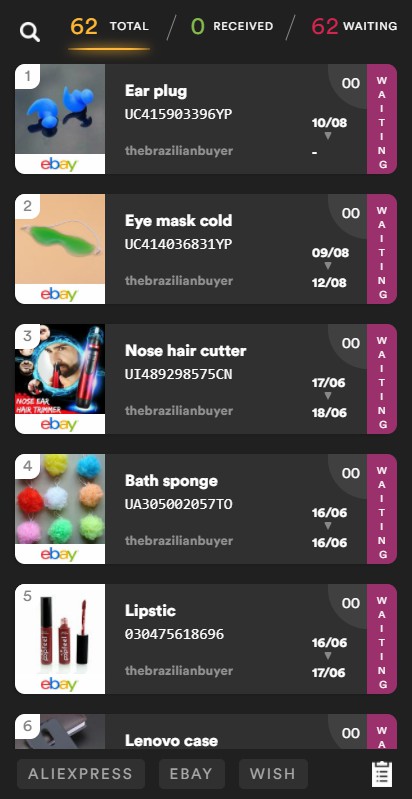 62 TOTAL / 0 RECEIVED / 62 WAITING
1
Ear plug
UC415903396YP
thebrazilianbuyer
00
10/08
-
WAITING
ebay
2
Eye mask cold
UC414036831YP
thebrazilianbuyer
00
09/08
12/08
WAITING
ebay
3
Nose hair cutter
UI489298575CN
thebrazilianbuyer
00
17/06
18/06
WAITING
NOSE EAR
HAIR TRIMMER
ebay
4
Bath sponge
UA305002057TO
thebrazilianbuyer
00
16/06
16/06
WAITING
ebay
5
Lipstic
030475618696
thebrazilianbuyer
00
16/06
17/06
WAITING
popfeel
popfeel
ebay
6
Lenovo case
00
WA
ALIEXPRESS EBAY WISH